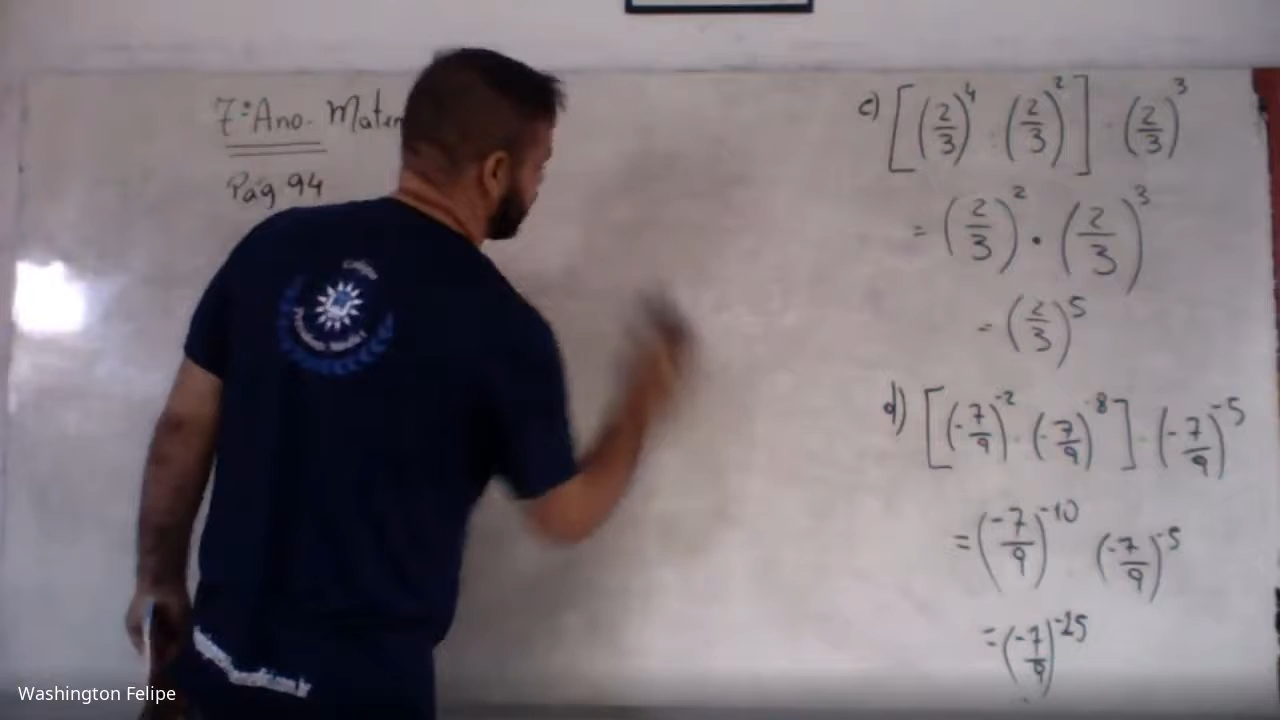 7º Ano. Matem
Pág 94
c) [(2/3)^4 . (2/3)^2] . (2/3)^3
= (2/3)^2 . (2/3)^3
= (2/3)^5
d) [(-7/9)^-2 . (-7/9)^-8] . (-7/9)^-5
= (-7/9)^-10 . (-7/9)^-5
= (-7/9)^-25
Washington Felipe